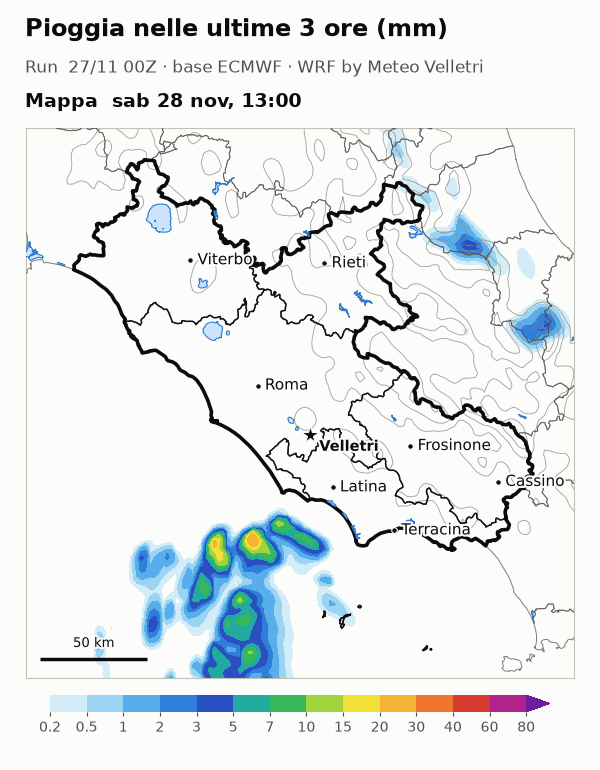 Pioggia nelle ultime 3 ore (mm)
Run  27/11 00Z · base ECMWF · WRF by Meteo Velletri
Mappa  sab 28 nov, 13:00
Viterbo
Rieti
Roma
Velletri
Frosinone
Cassino
Latina
Terracina
50 km
0.2 0.5 1 2 3 5 7 10 15 20 30 40 60 80